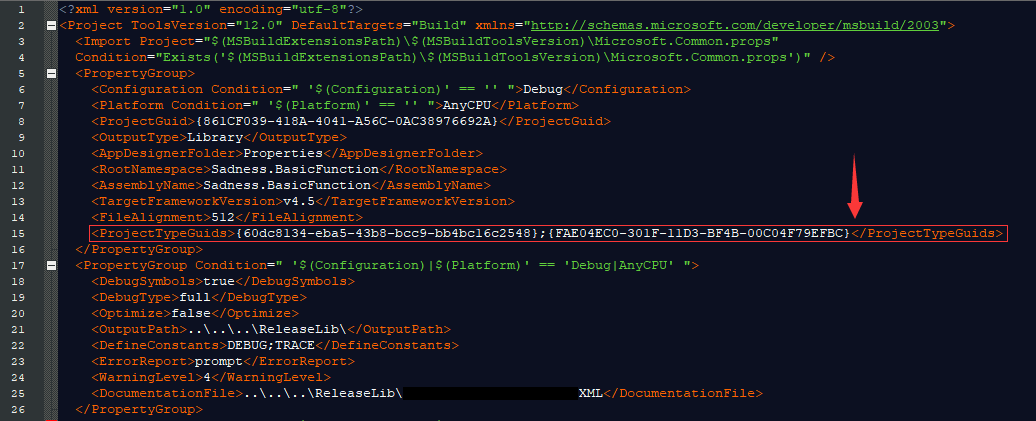 1 <?xml version="1.0" encoding="utf-8"?>
2 <Project ToolsVersion="12.0" DefaultTargets="Build" xmlns="http://schemas.microsoft.com/developer/msbuild/2003">
3 <Import Project="$(MSBuildExtensionsPath)\$(MSBuildToolsVersion)\Microsoft.Common.props"
4 Condition="Exists('$(MSBuildExtensionsPath)\$(MSBuildToolsVersion)\Microsoft.Common.props')" />
5 <PropertyGroup>
6 <Configuration Condition=" '$(Configuration)' == '' ">Debug</Configuration>
7 <Platform Condition=" '$(Platform)' == '' ">AnyCPU</Platform>
8 <ProjectGuid>{861CF039-418A-4041-A56C-0AC38976692A}</ProjectGuid>
9 <OutputType>Library</OutputType>
10 <AppDesignerFolder>Properties</AppDesignerFolder>
11 <RootNamespace>Sadness.BasicFunction</RootNamespace>
12 <AssemblyName>Sadness.BasicFunction</AssemblyName>
13 <TargetFrameworkVersion>v4.5</TargetFrameworkVersion>
14 <FileAlignment>512</FileAlignment>
15 <ProjectTypeGuids>{60dc8134-eba5-43b8-bcc9-bb4bc16c2548};{FAE04EC0-301F-11D3-BF4B-00C04F79EFBC}</ProjectTypeGuids>
16 </PropertyGroup>
17 <PropertyGroup Condition=" '$(Configuration)|$(Platform)' == 'Debug|AnyCPU' ">
18 <DebugSymbols>true</DebugSymbols>
19 <DebugType>full</DebugType>
20 <Optimize>false</Optimize>
21 <OutputPath>..\..\..\ReleaseLib\</OutputPath>
22 <DefineConstants>DEBUG;TRACE</DefineConstants>
23 <ErrorReport>prompt</ErrorReport>
24 <WarningLevel>4</WarningLevel>
25 <DocumentationFile>..\..\..\ReleaseLib\ XML</DocumentationFile>
26 </PropertyGroup>